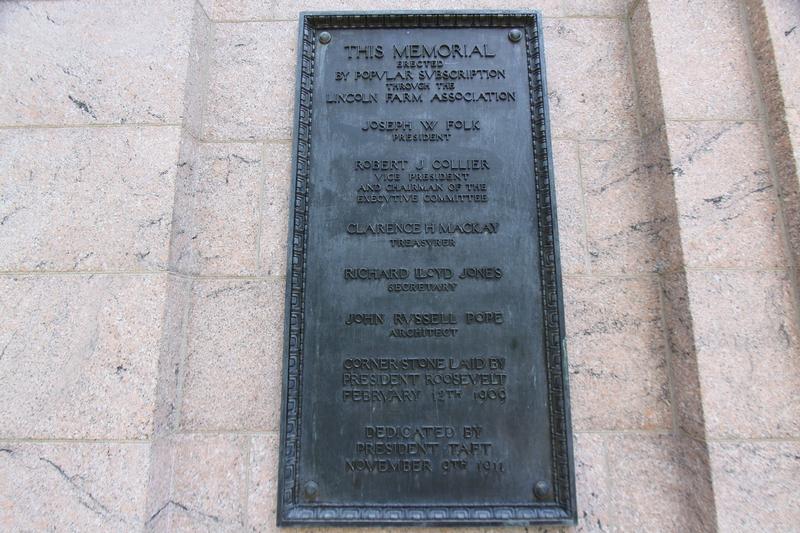 THIS MEMORIAL
ERECTED
BY POPVLAR SVBSCRIPTION
THROVGH THE
LINCOLN FARM ASSOCIATION
JOSEPH W FOLK
PRESIDENT
ROBERT J COLLIER
VICE PRESIDENT
AND CHAIRMAN OF THE
EXECVTIVE COMMITTEE
CLARENCE H MACKAY
TREASVRER
RICHARD LLOYD JONES
SECRETARY
JOHN RVSSELL POPE
ARCHITECT
CORNER STONE LAID BY
PRESIDENT ROOSEVELT
FEBRVARY 12TH 1909
DEDICATED BY
PRESIDENT TAFT
NOVEMBER 9TH 1911